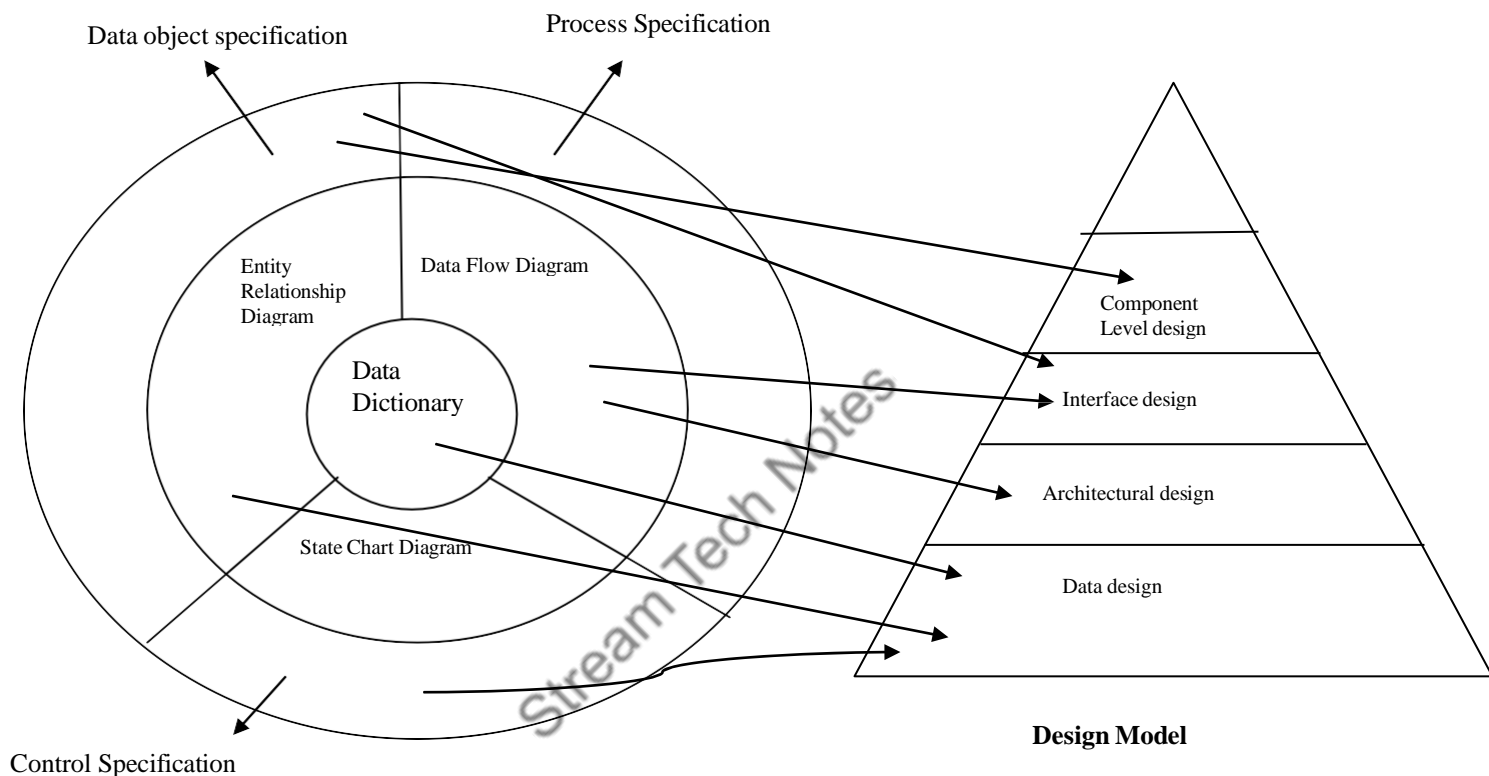 Data object specification
Process Specification
Entity
Relationship
Diagram
Data Flow Diagram
Data
Dictionary
State Chart Diagram
Control Specification
Component
Level design
Interface design
Architectural design
Data design
Design Model
Stream Tech Notes